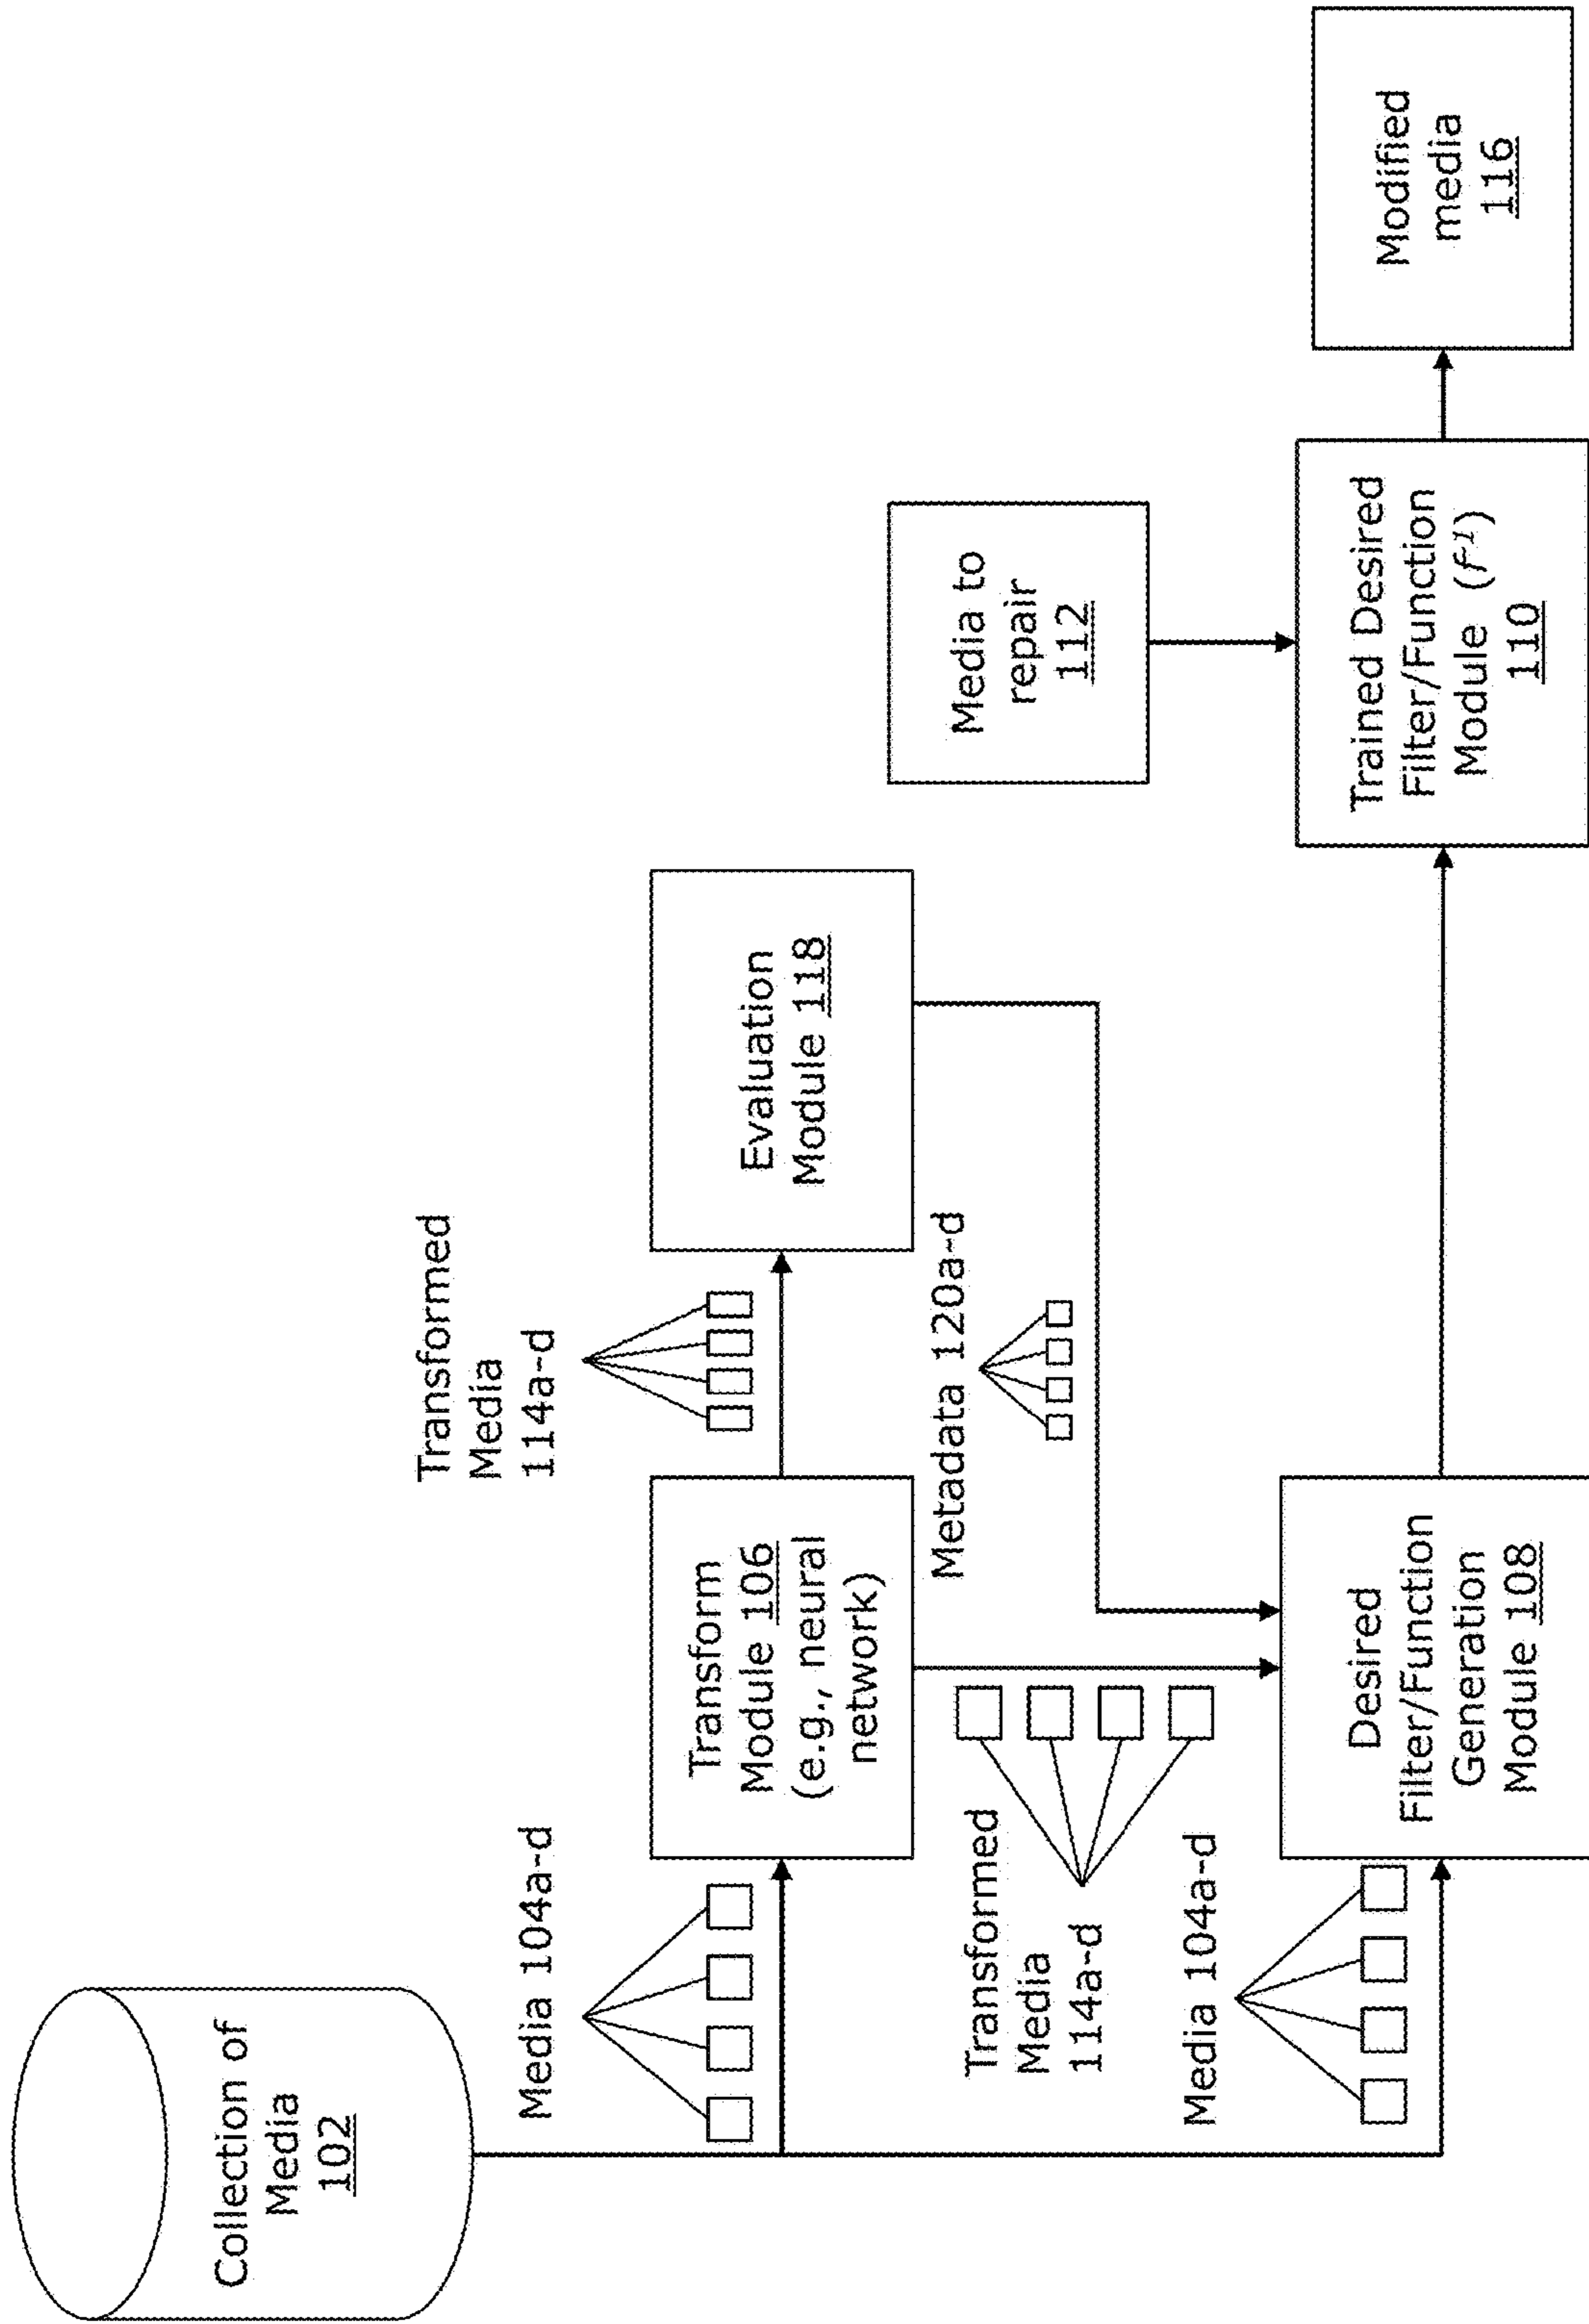 Collection of
Media
102
Media 104a-d
Transform
Module 106
(e.g., neural
network)
Transformed
Media
114a-d
Evaluation
Module 118
Metadata 120a-d
Transformed
Media
114a-d
Media 104a-d
Desired
Filter/Function
Generation
Module 108
Media to
repair
112
Trained Desired
Filter/Function
Module (F¹)
110
Modified
media
116